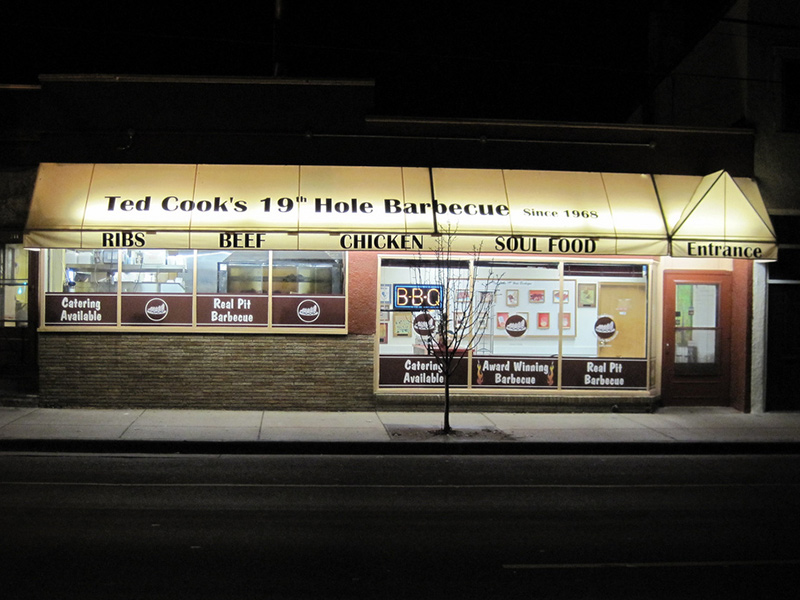 Ted Cook's 19th Hole Barbecue Since 1968
RIBS BEEF CHICKEN SOUL FOOD Entrance
B·B·Q
Catering
Available
Real Pit
Barbecue
Catering
Available
Award Winning
Barbecue
Real Pit
Barbecue